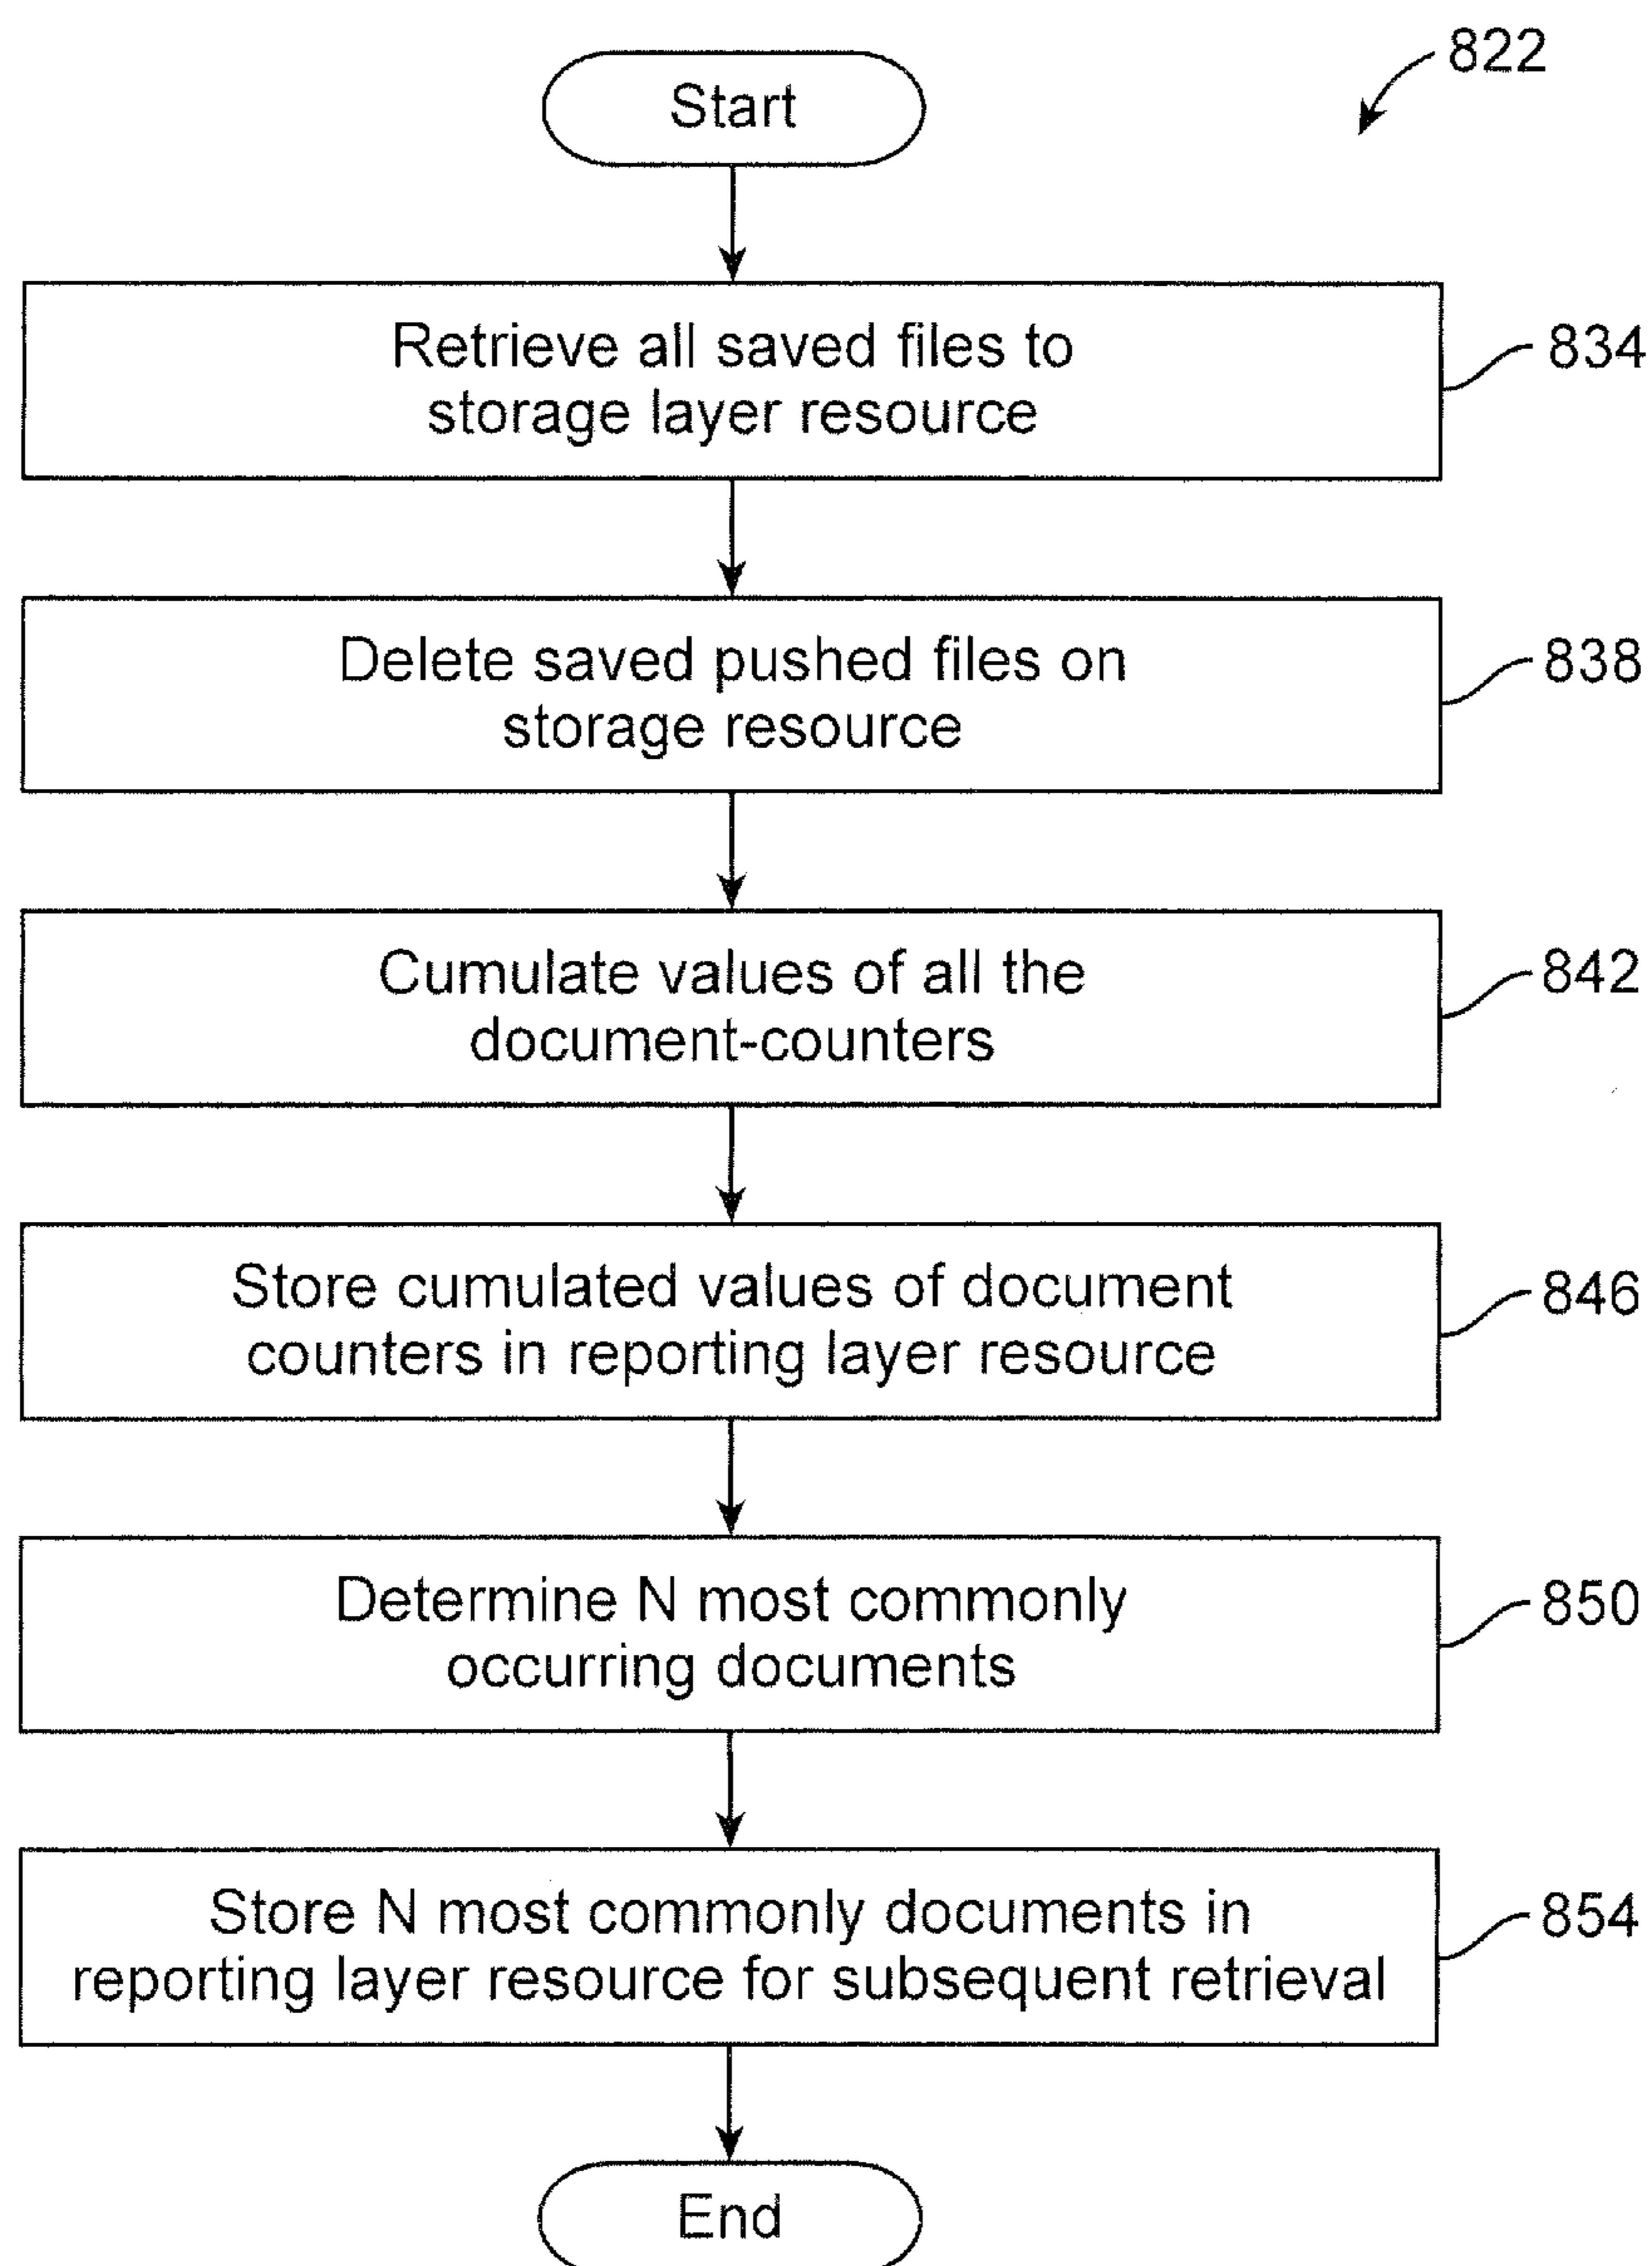 822
Start
Retrieve all saved files to
storage layer resource
834
Delete saved pushed files on
storage resource
838
Cumulate values of all the
document-counters
842
Store cumulated values of document
counters in reporting layer resource
846
Determine N most commonly
occurring documents
850
Store N most commonly documents in
reporting layer resource for subsequent retrieval
854
End